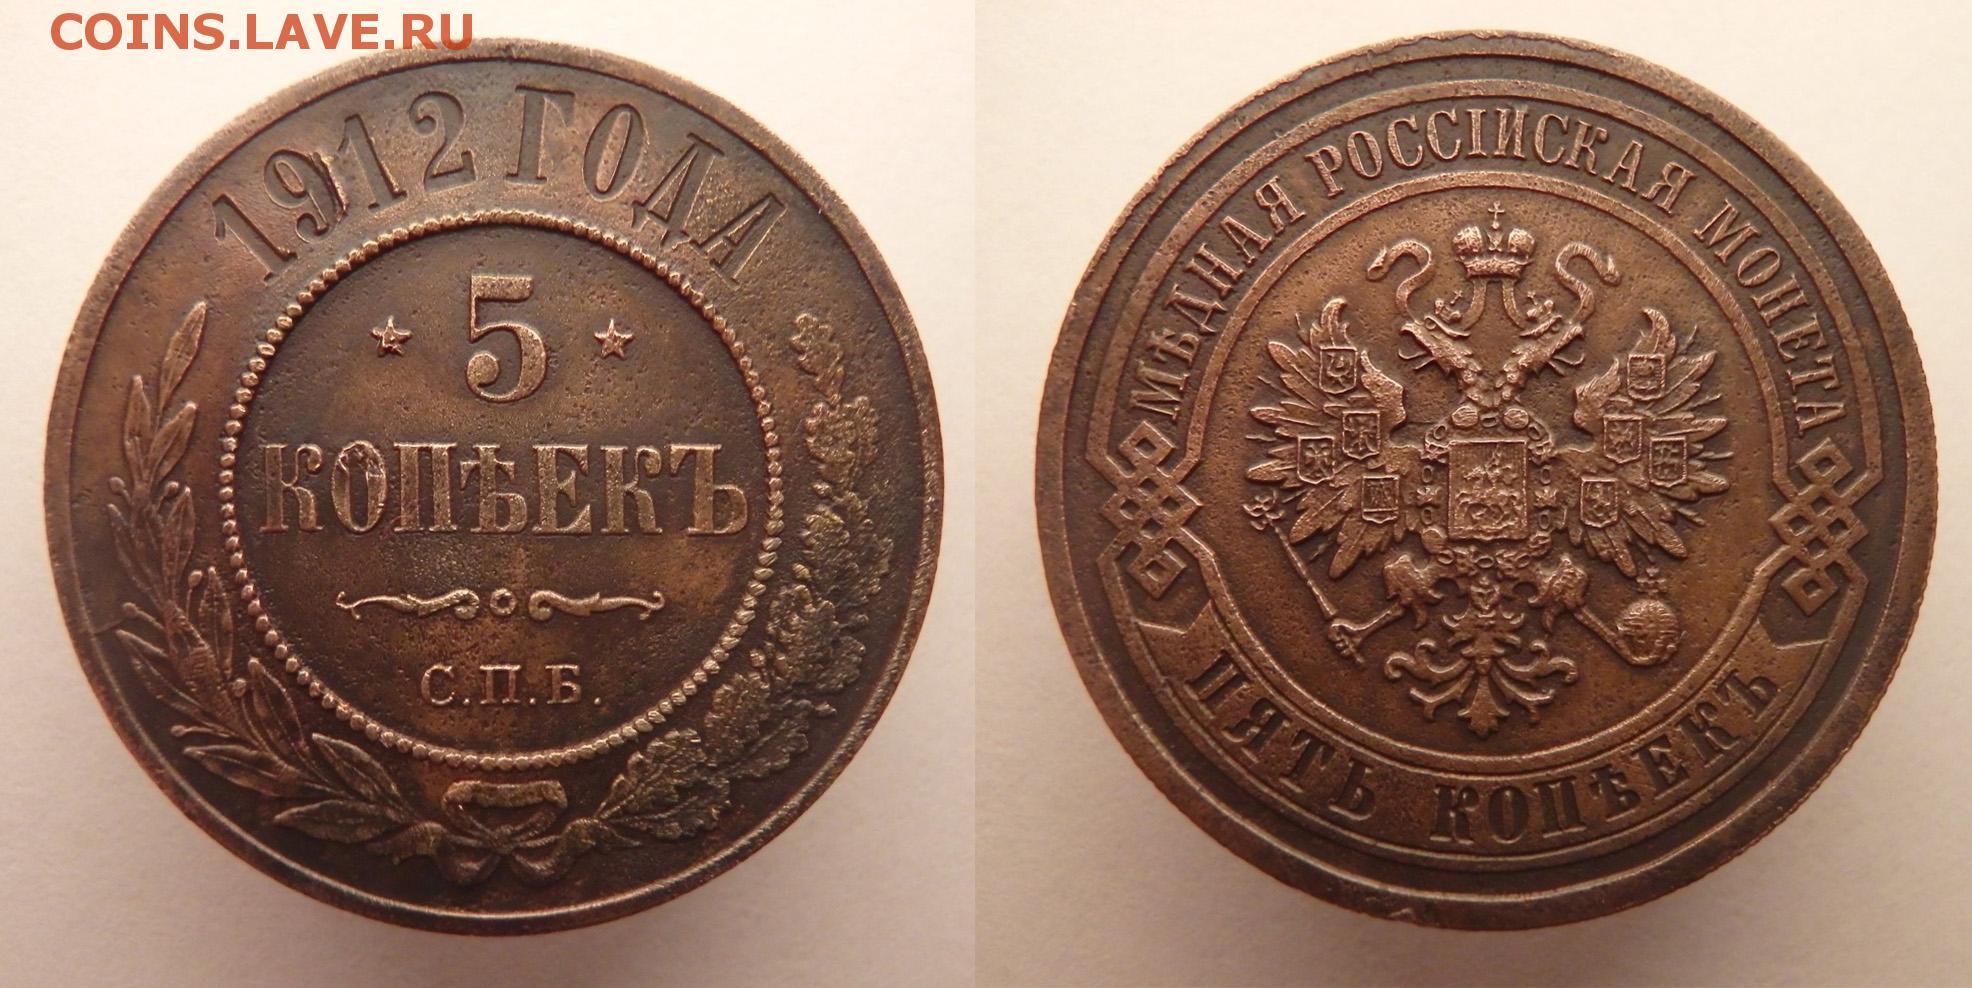 COINS.LAVE.RU
1912 ГОДА
5
КОПѢЕКЪ
С.П.Б.
МѢДНАЯ РОССІЙСКАЯ МОНЕТА
ПЯТЬ КОПѢЕКЪ